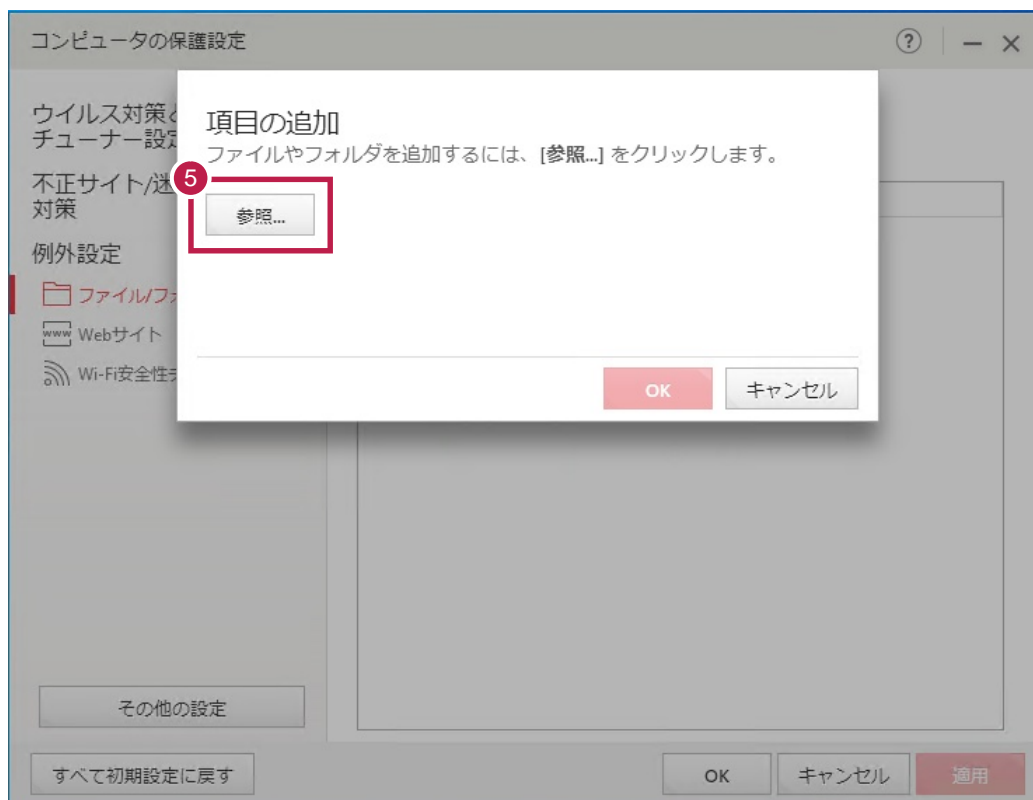 コンピュータの保護設定
?
ウイルス対策と
チューナー設定
不正サイト/迷
対策
例外設定
ファイル/フォ
www Webサイト
Wi-Fi安全性チ
項目の追加
ファイルやフォルダを追加するには、[参照...] をクリックします。
5
参照...
OK
キャンセル
その他の設定
すべて初期設定に戻す
OK
キャンセル
適用